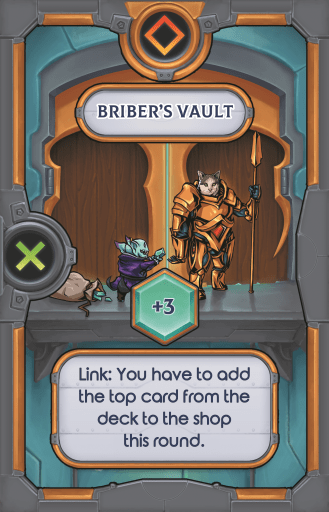 BRIBER'S VAULT
+3
Link: You have to add
the top card from the
deck to the shop
this round.